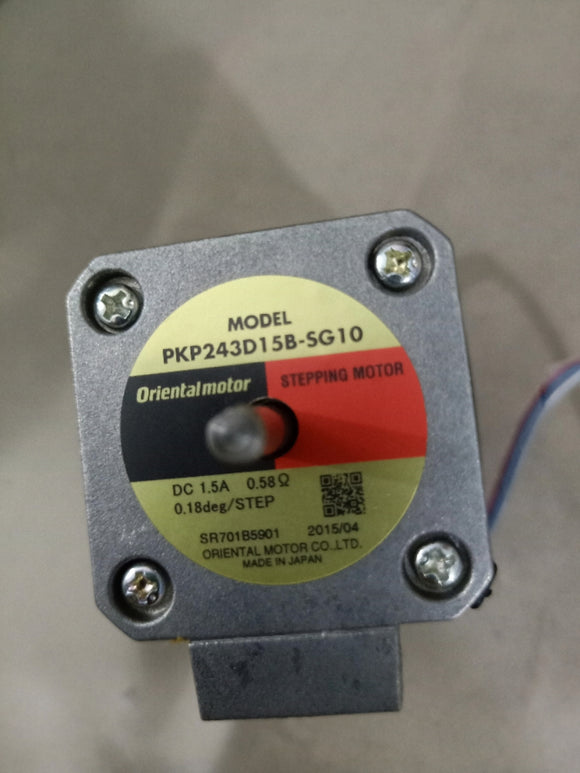 MODEL
PKP243D15B-SG10
Orientalmotor
STEPPING MOTOR
DC 1.5A 0.58Ω
0.18deg/STEP
SR701B5901 2015/04
ORIENTAL MOTOR CO.,LTD.
MADE IN JAPAN